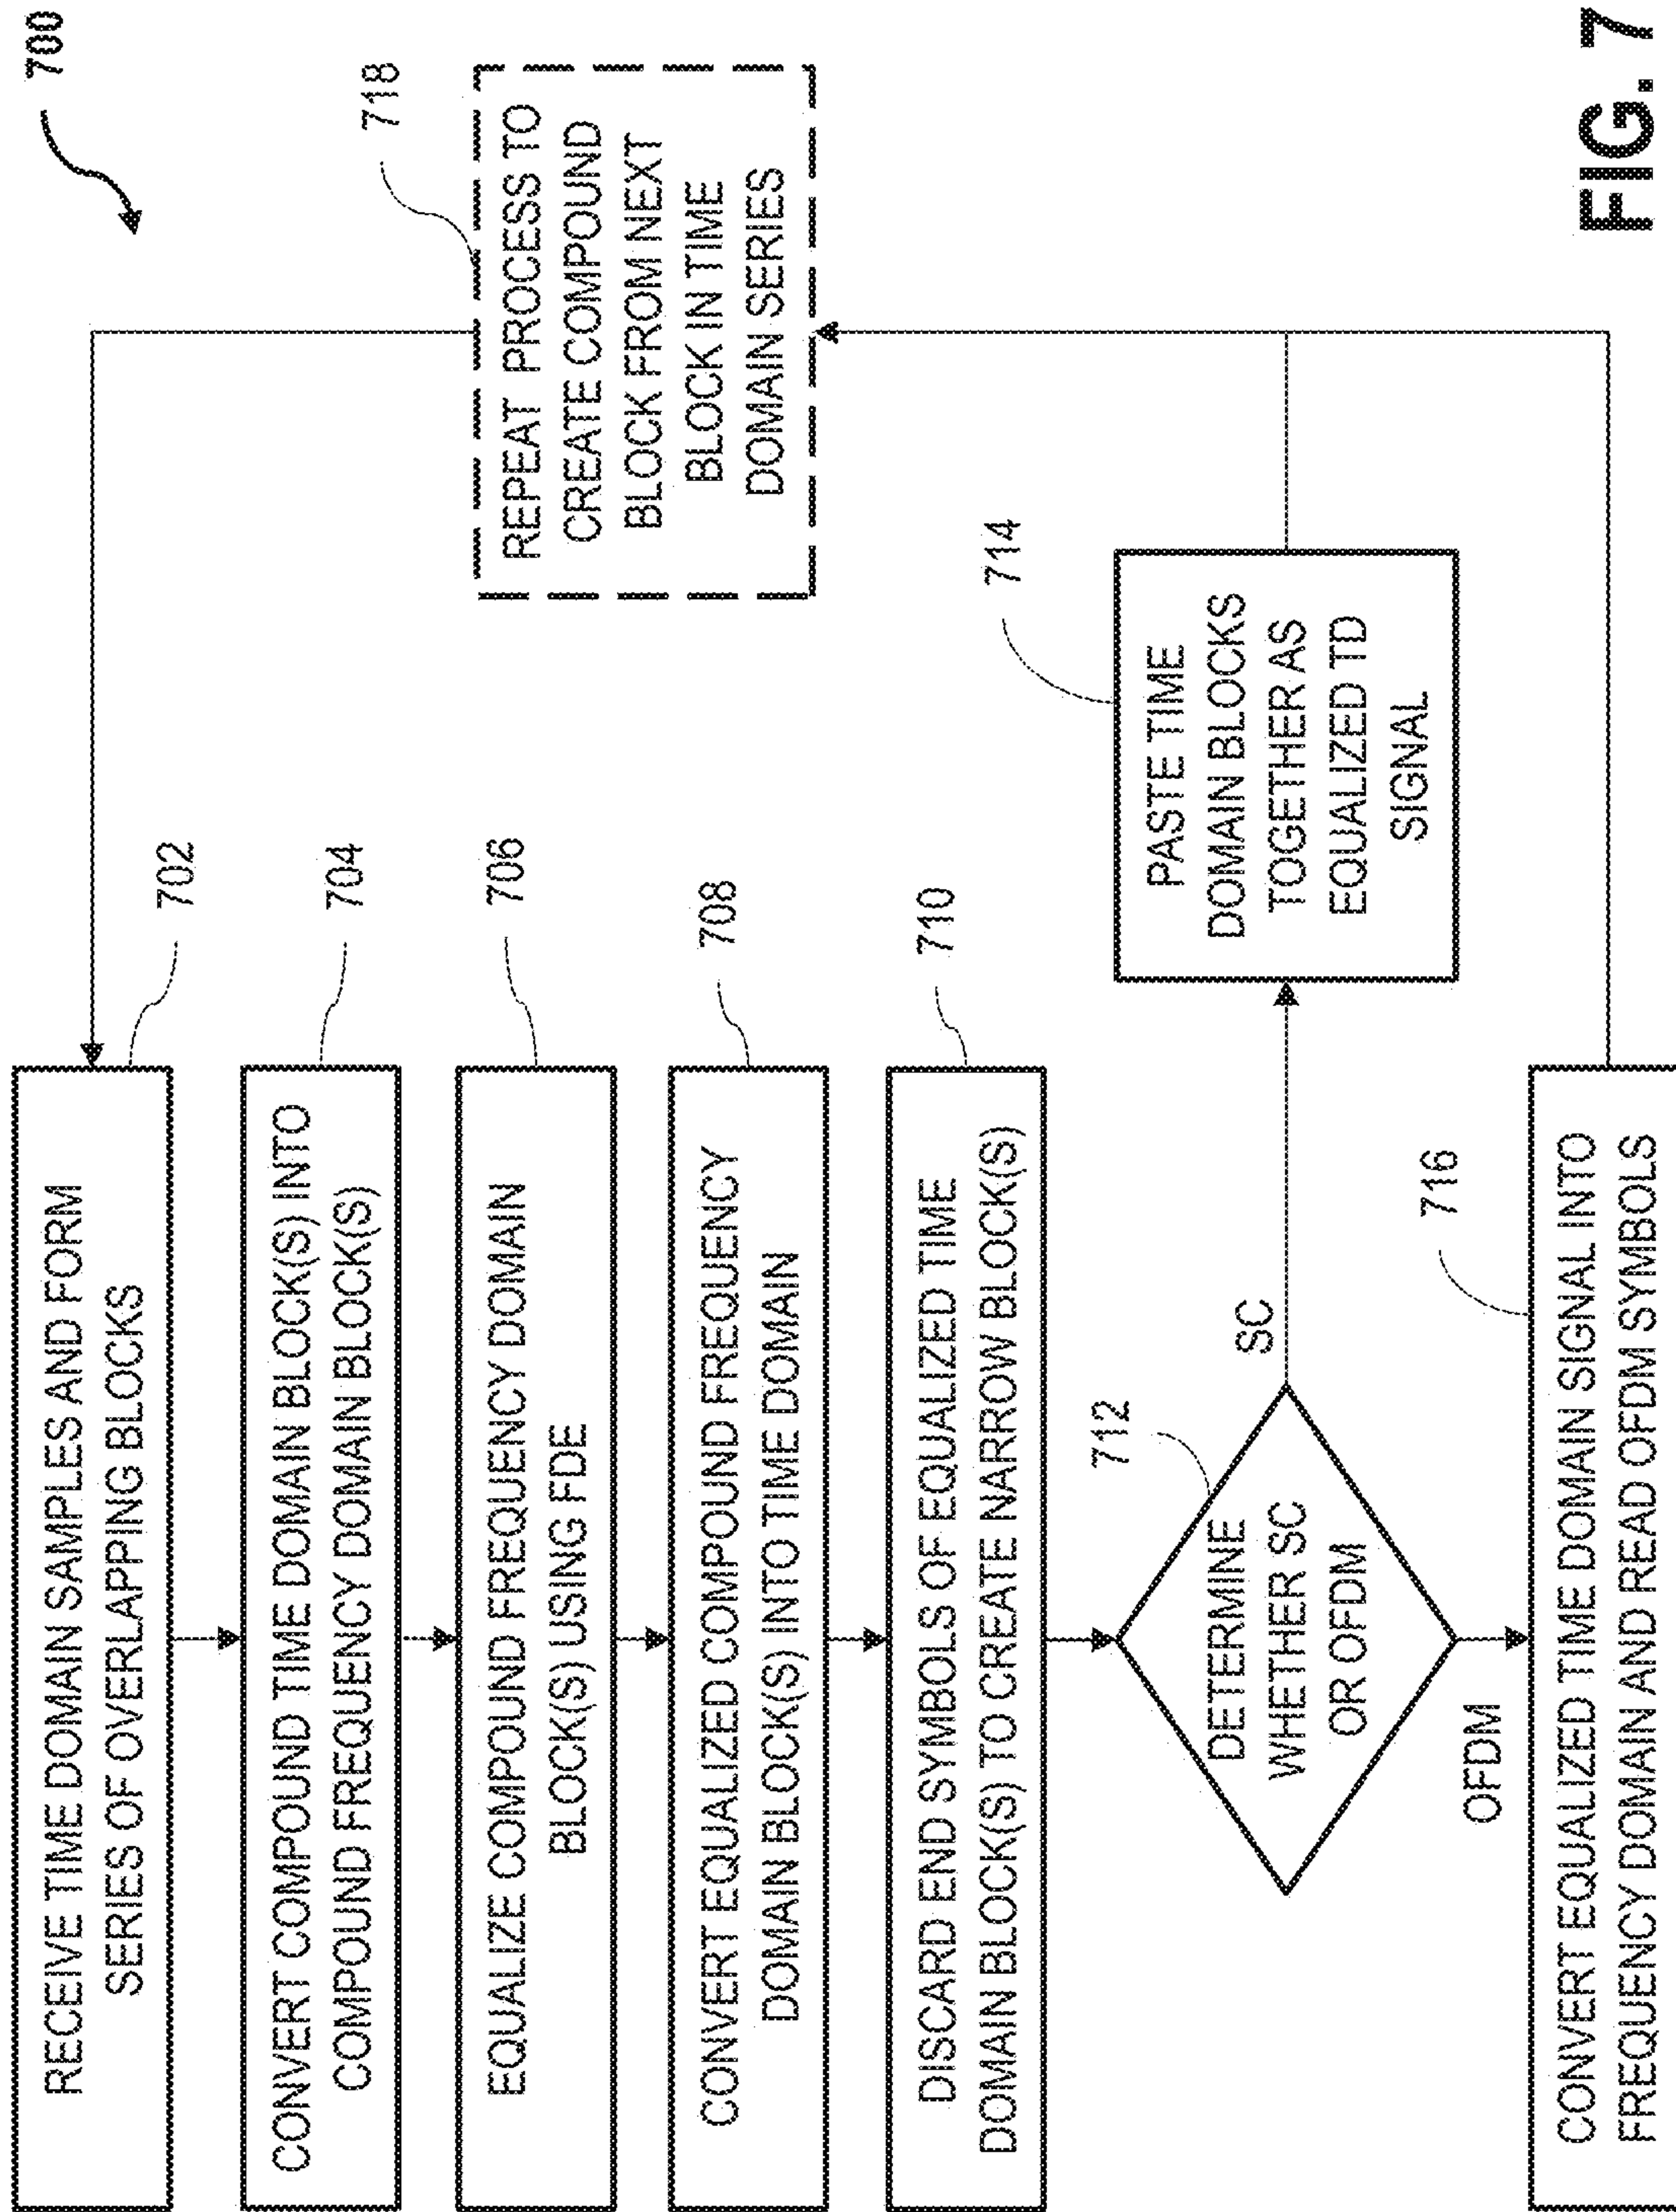 700
RECEIVE TIME DOMAIN SAMPLES AND FORM
SERIES OF OVERLAPPING BLOCKS
702
CONVERT COMPOUND TIME DOMAIN BLOCK(S) INTO
COMPOUND FREQUENCY DOMAIN BLOCK(S)
704
EQUALIZE COMPOUND FREQUENCY DOMAIN
BLOCK(S) USING FDE
706
CONVERT EQUALIZED COMPOUND FREQUENCY
DOMAIN BLOCK(S) INTO TIME DOMAIN
708
DISCARD END SYMBOLS OF EQUALIZED TIME
DOMAIN BLOCK(S) TO CREATE NARROW BLOCK(S)
710
DETERMINE
WHETHER SC
OR OFDM
712
SC
OFDM
PASTE TIME
DOMAIN BLOCKS
TOGETHER AS
EQUALIZED TD
SIGNAL
714
CONVERT EQUALIZED TIME DOMAIN SIGNAL INTO
FREQUENCY DOMAIN AND READ OFDM SYMBOLS
716
REPEAT PROCESS TO
CREATE COMPOUND
BLOCK FROM NEXT
BLOCK IN TIME
DOMAIN SERIES
718
FIG. 7